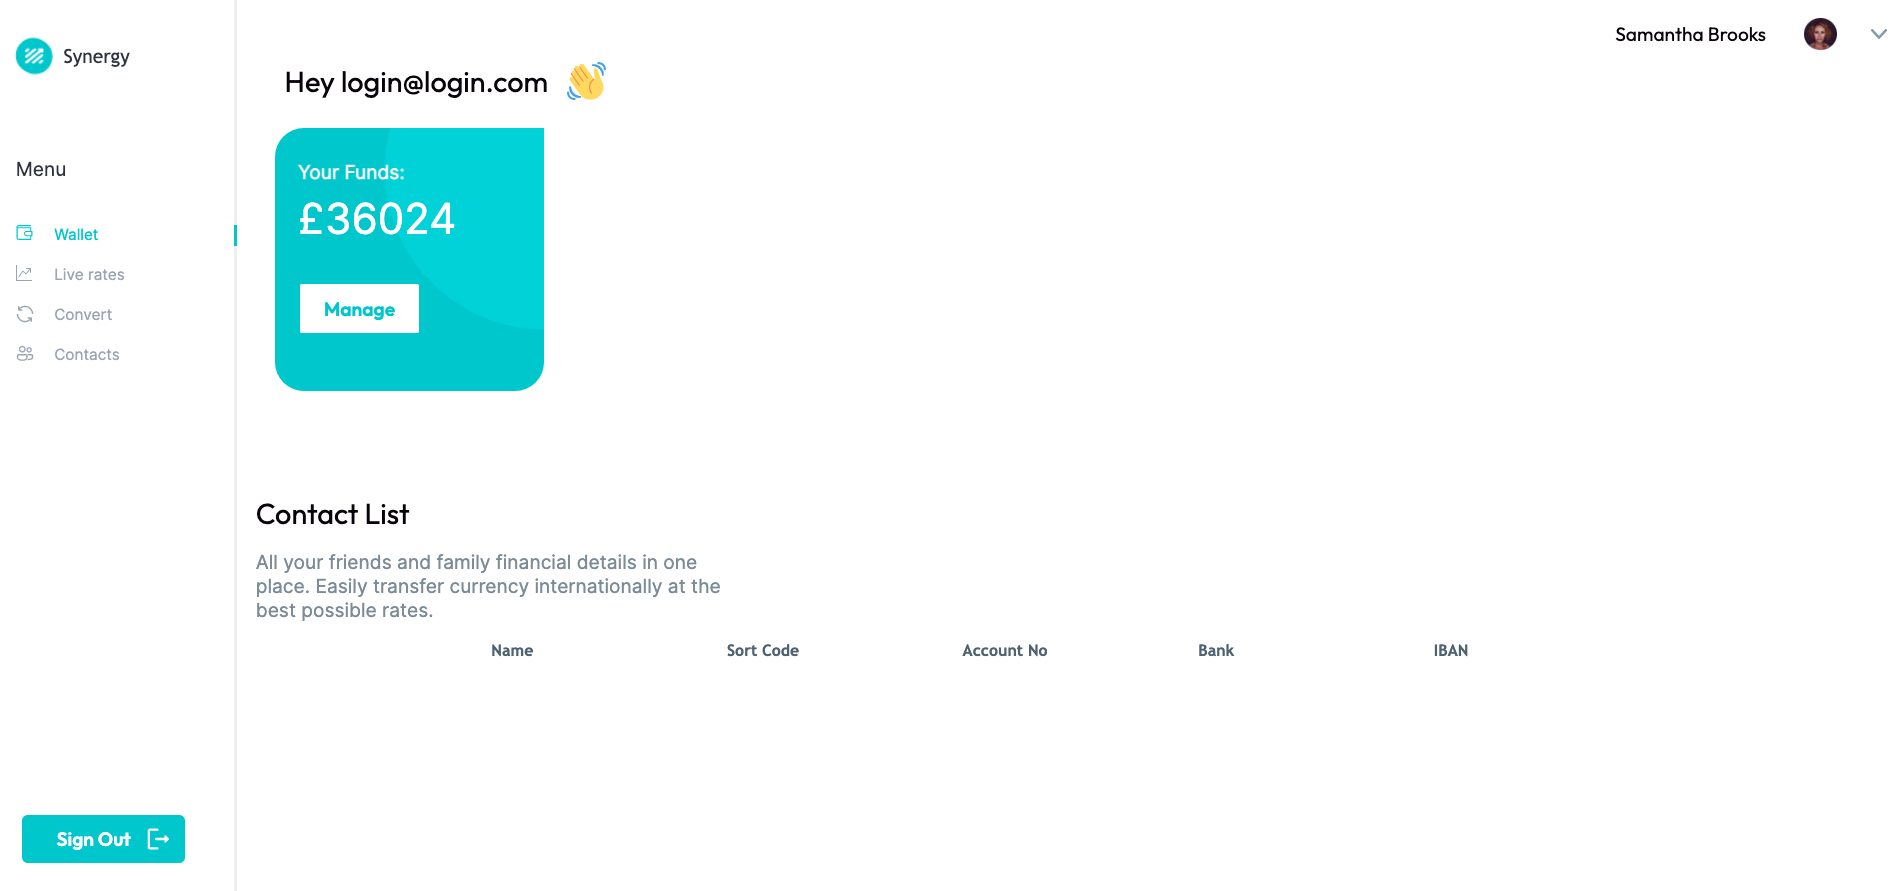 Synergy
Samantha Brooks
Hey login@login.com
Your Funds:
£36024
Manage
Menu
Wallet
Live rates
Convert
Contacts
Contact List
All your friends and family financial details in one
place. Easily transfer currency internationally at the
best possible rates.
Name Sort Code Account No Bank IBAN
Sign Out